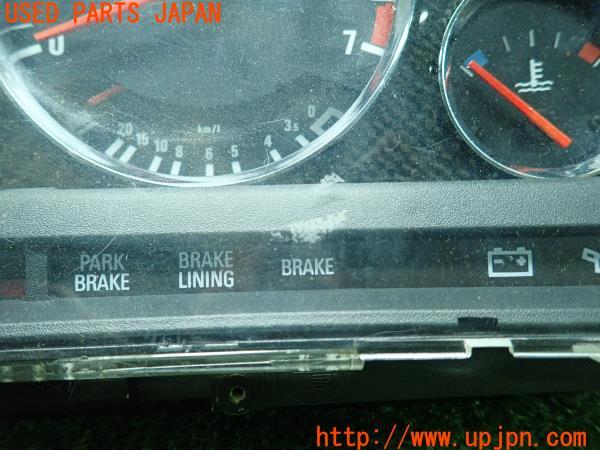 USED PARTS JAPAN
0
7
20 15 10 8 6 5 4 3.5 0
km/l
PARK BRAKE
BRAKE LINING
BRAKE
http://www.upjpn.com